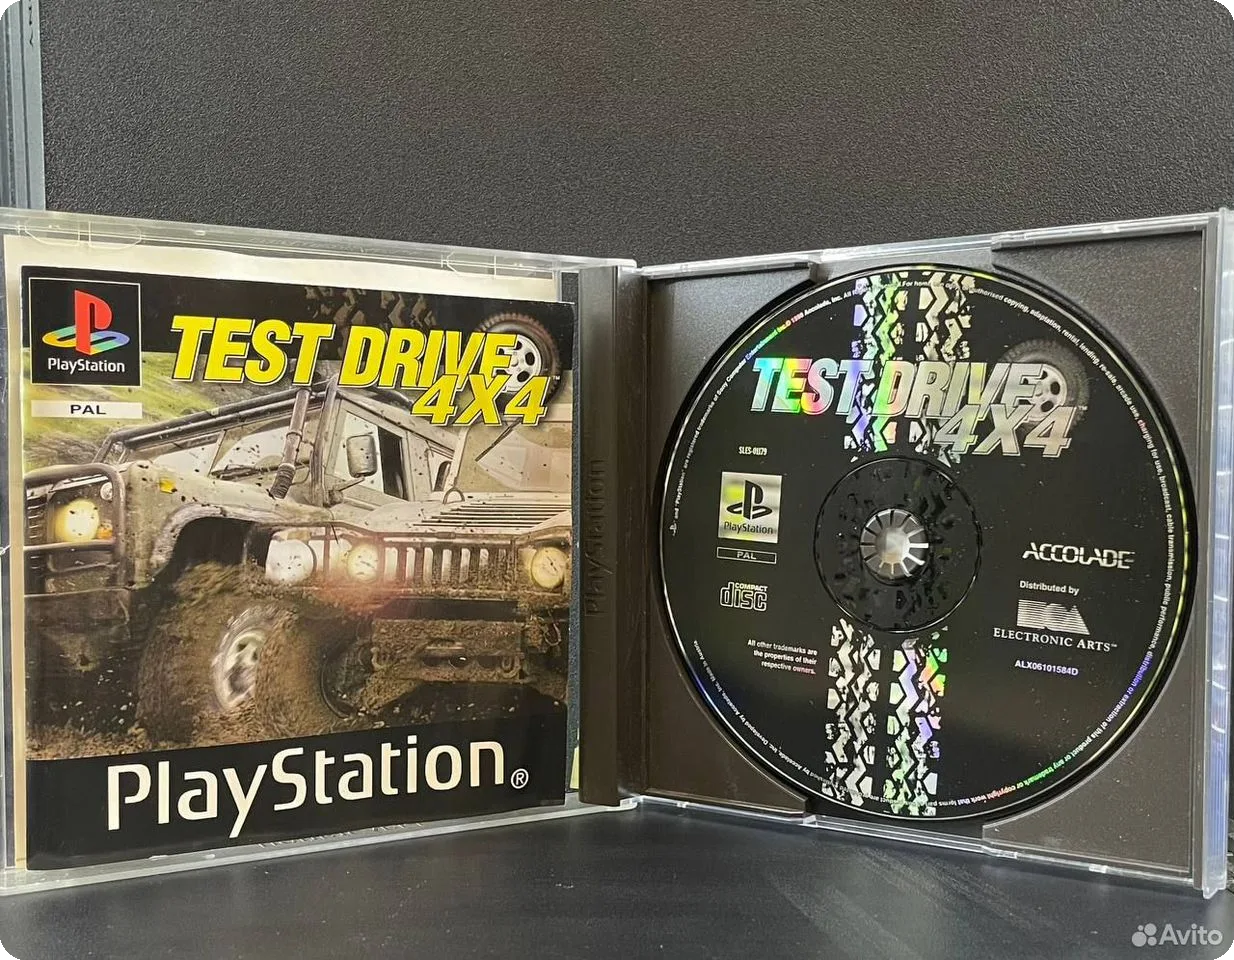 PlayStation
PAL
TEST DRIVE
4X4
PlayStation®
PlayStation
TEST DRIVE
4X4
SLES-01179
PlayStation
PAL
COMPACT
disc
ACCOLADE
Distributed by
ELECTRONIC ARTS™
ALX06101584D
All other trademarks are
the properties of their
respective owners.
Avito